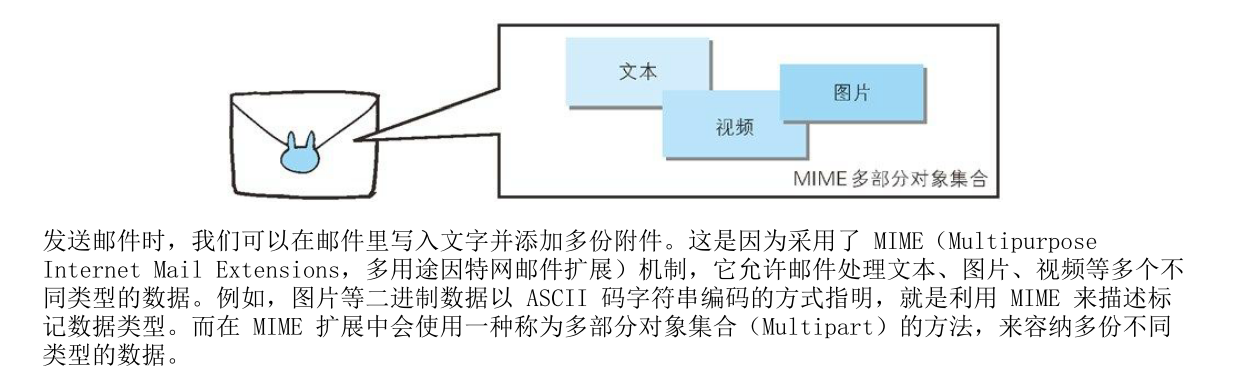 文本
图片
视频
MIME多部分对象集合
发送邮件时，我们可以在邮件里写入文字并添加多份附件。这是因为采用了 MIME（Multipurpose
Internet Mail Extensions，多用途因特网邮件扩展）机制，它允许邮件处理文本、图片、视频等多个不
同类型的数据。例如，图片等二进制数据以 ASCII 码字符串编码的方式指明，就是利用 MIME 来描述标
记数据类型。而在 MIME 扩展中会使用一种称为多部分对象集合（Multipart）的方法，来容纳多份不同
类型的数据。